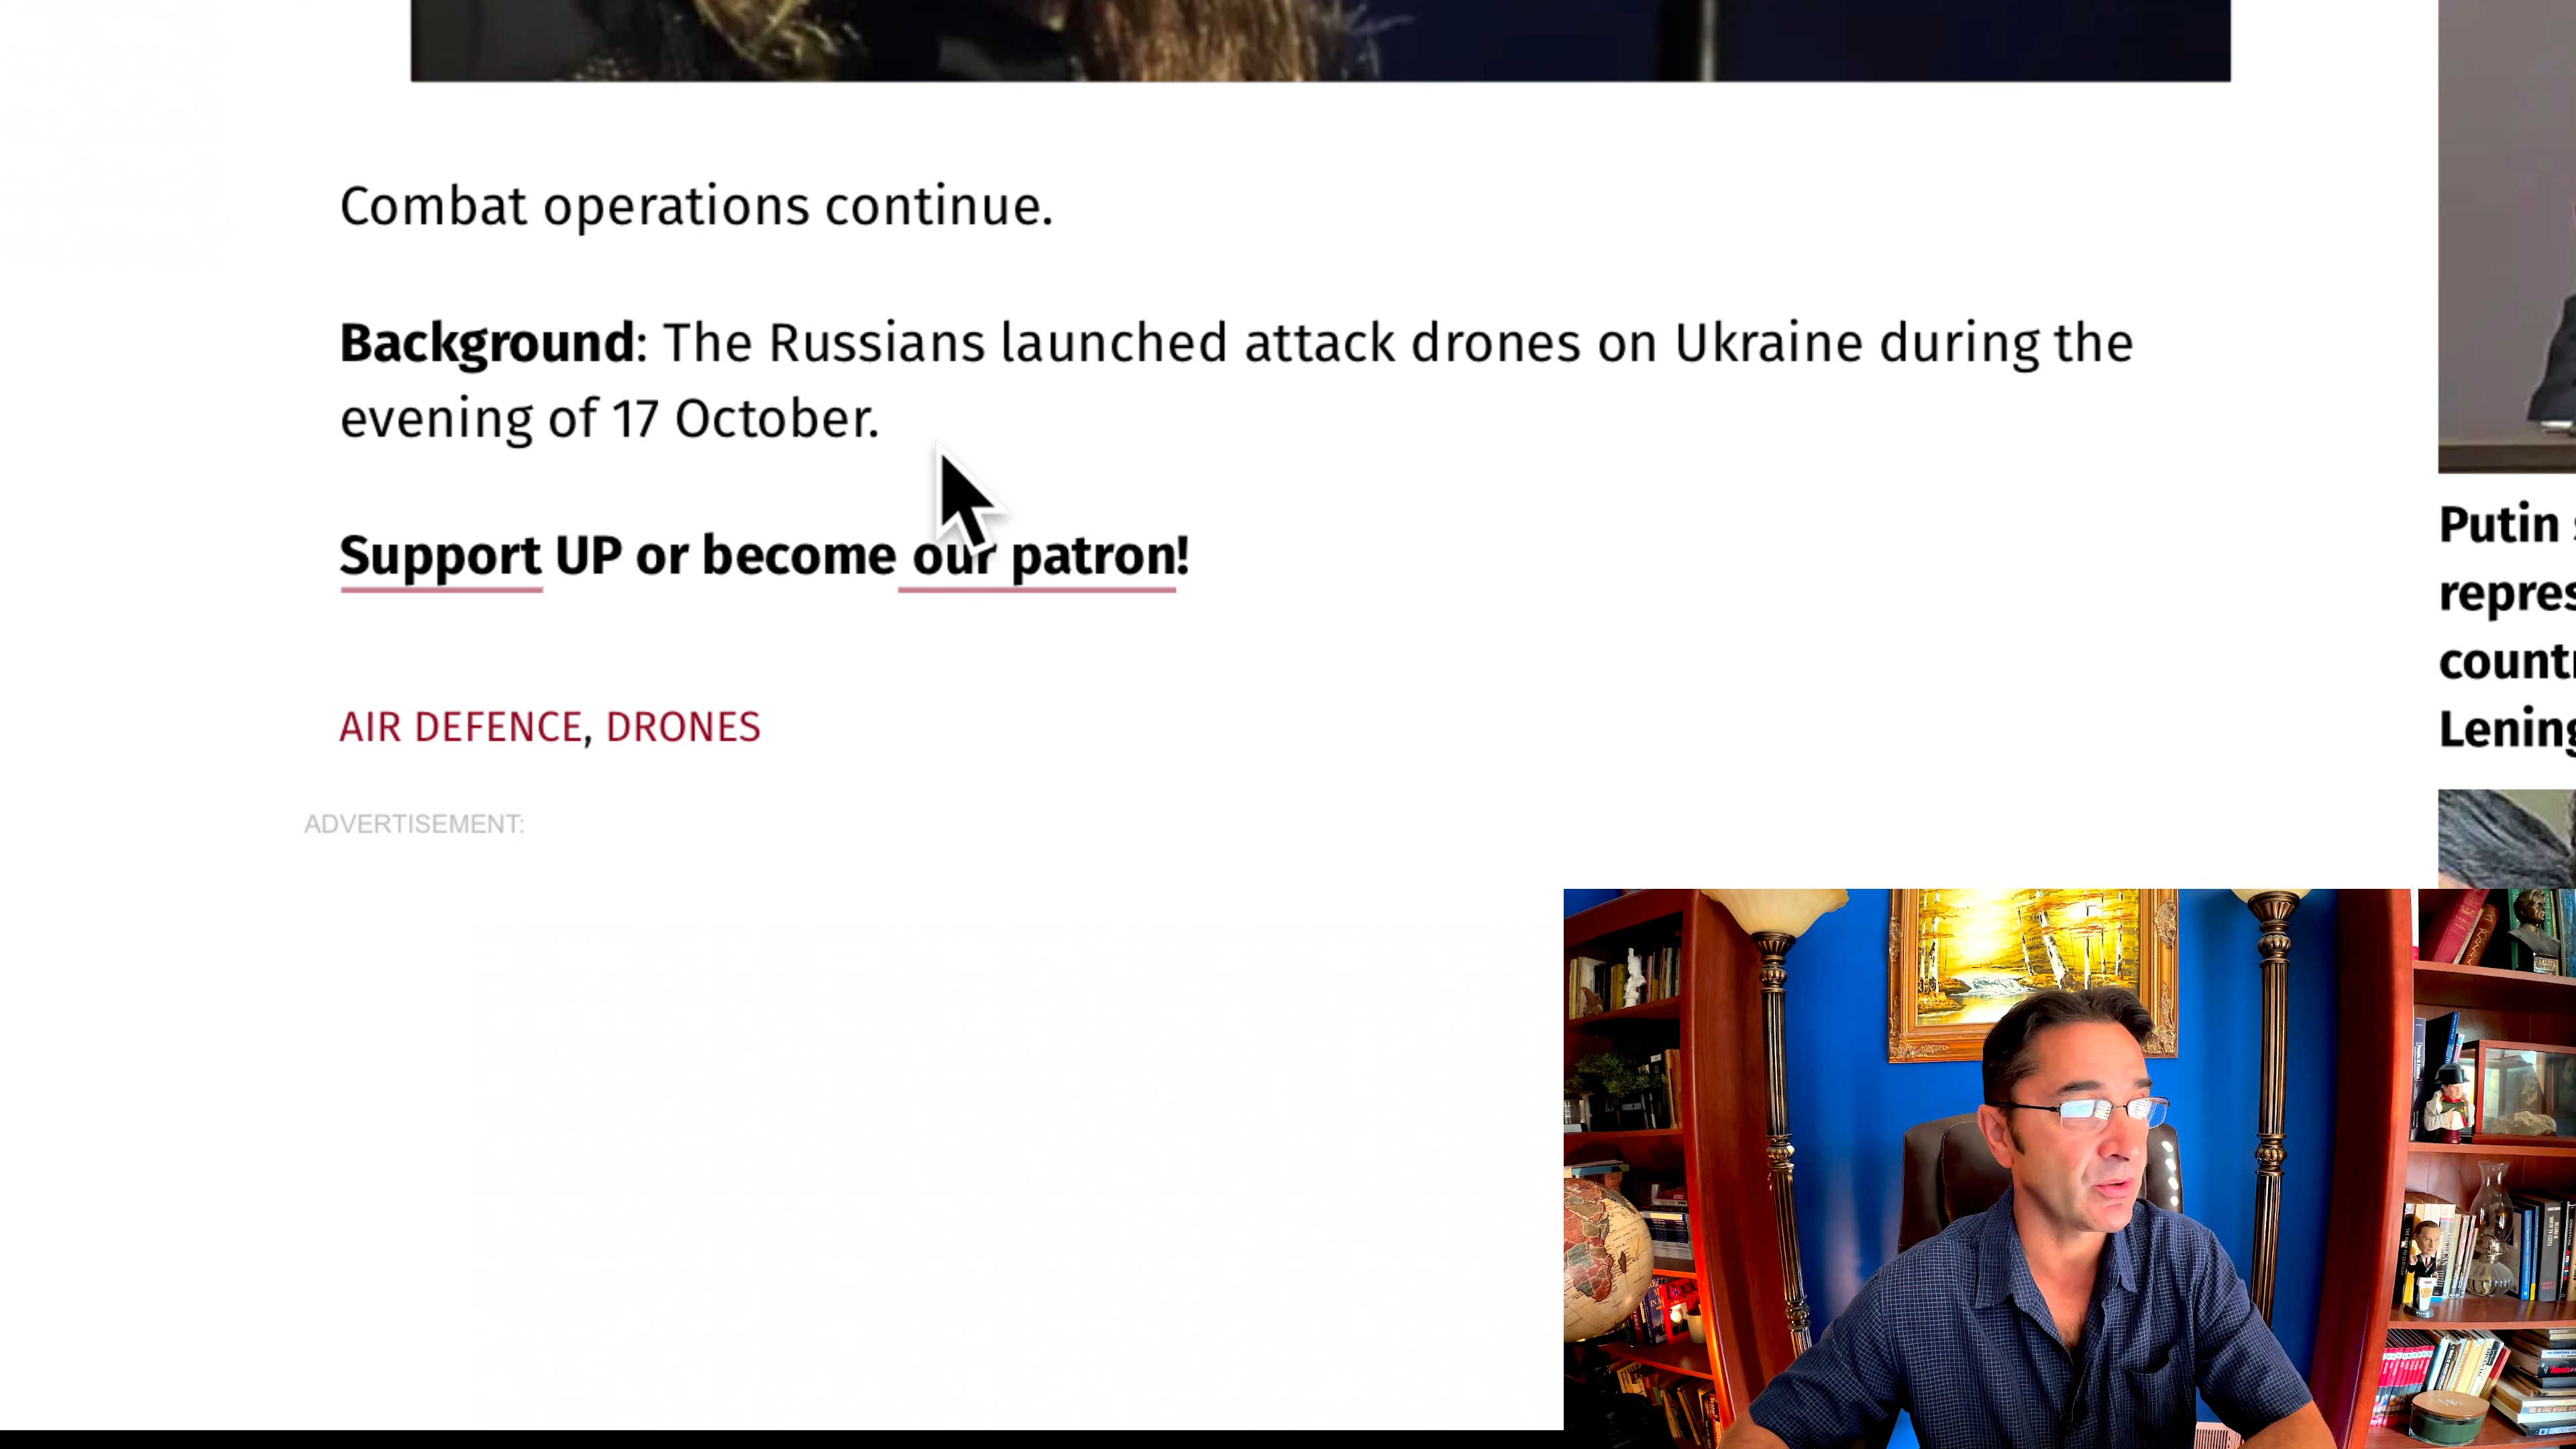 Combat operations continue.
Background: The Russians launched attack drones on Ukraine during the
evening of 17 October.
Support UP or become our patron!
AIR DEFENCE, DRONES
ADVERTISEMENT:
Putin
repres
countr
Lening